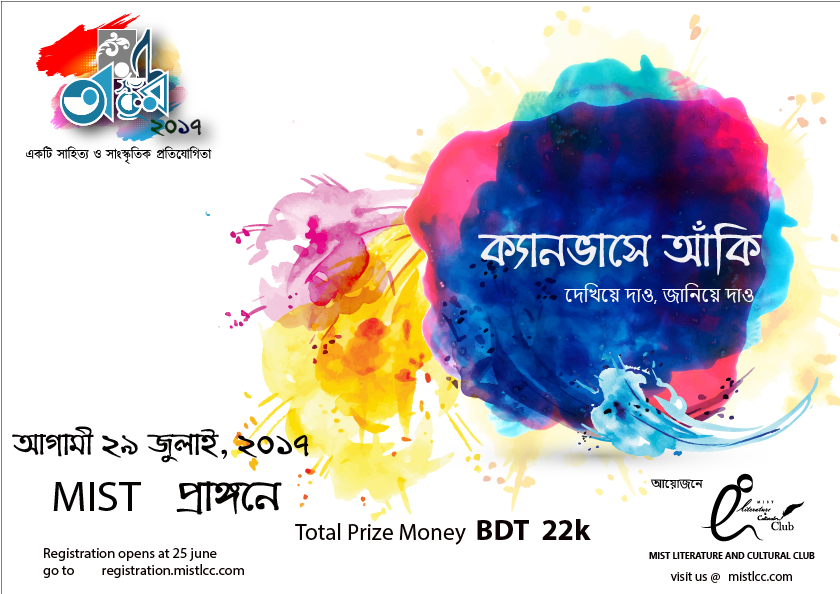 ২০১৭
একটি সাহিত্য ও সাংস্কৃতিক প্রতিযোগিতা
ক্যানভাসে আঁকি
দেখিয়ে দাও, জানিয়ে দাও
আগামী ২৯ জুলাই, ২০১৭
MIST প্রাঙ্গনে
Total Prize Money BDT 22k
Registration opens at 25 june
go to registration.mistlcc.com
আয়োজনে
MIST
Literature
Cultural
Club
MIST LITERATURE AND CULTURAL CLUB
visit us @ mistlcc.com